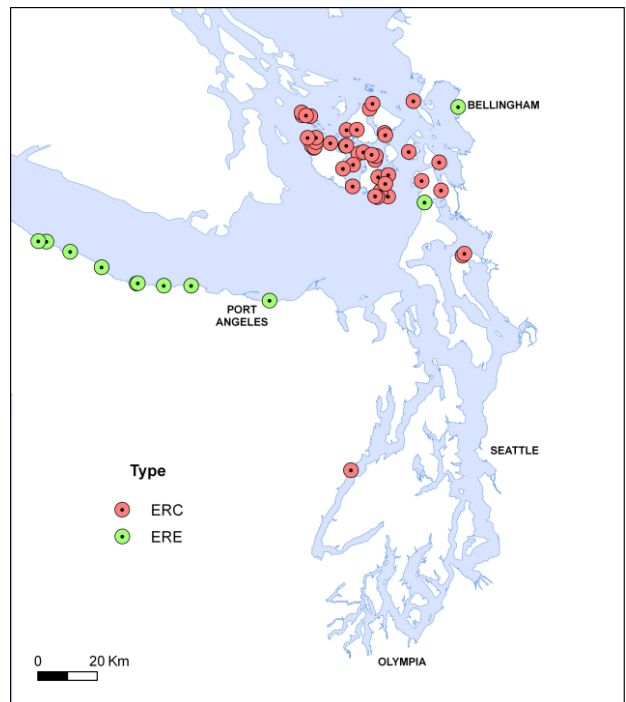 BELLINGHAM
PORT
ANGELES
SEATTLE
Type
ERC
ERE
0 20 Km
OLYMPIA